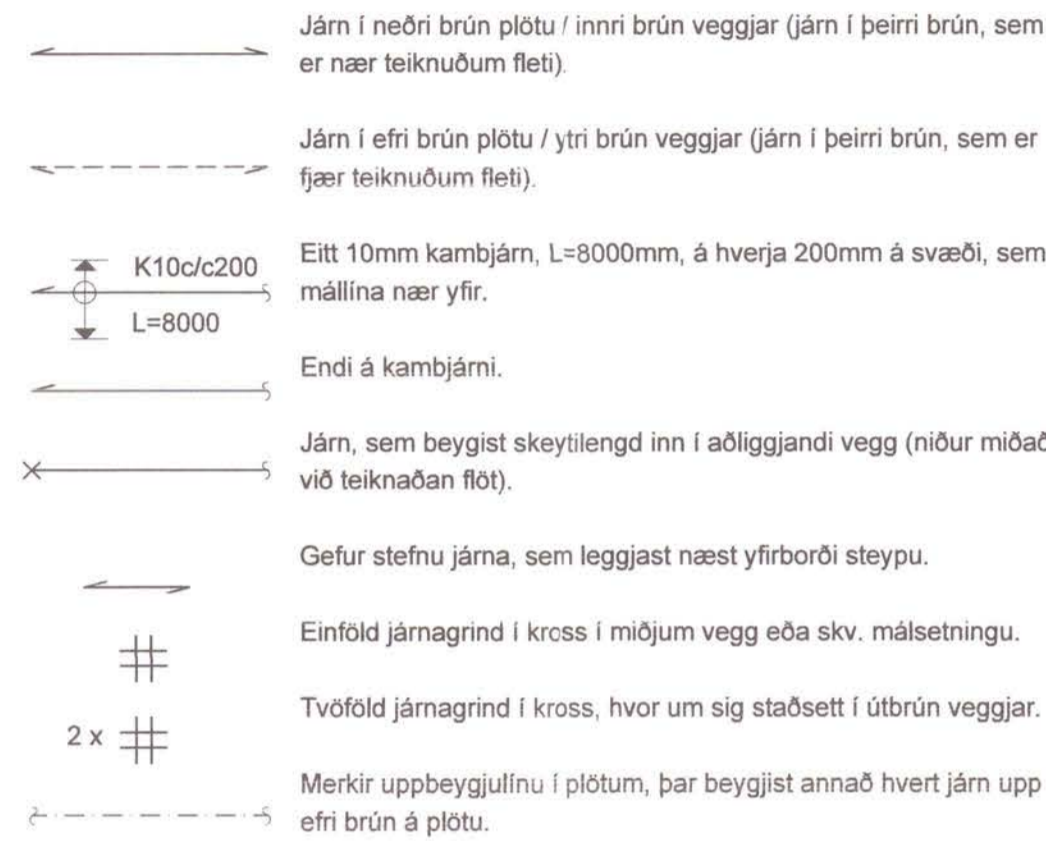 Járn í neðri brún plötu / innri brún veggjar (járn í þeirri brún, sem
er nær teiknuðum fleti).
Járn í efri brún plötu / ytri brún veggjar (járn í þeirri brún, sem er
fjær teiknuðum fleti).
K10c/c200
L=8000
Eitt 10mm kambjárn, L=8000mm, á hverja 200mm á svæði, sem
mállína nær yfir.
Endi á kambjárni.
Járn, sem beygist skeytilengd inn í aðliggjandi vegg (niður miðað
við teiknaðan flöt).
Gefur stefnu járna, sem leggjast næst yfirborði steypu.
Einföld járnagrind í kross í miðjum vegg eða skv. málsetningu.
2 x
Tvöföld járnagrind í kross, hvor um sig staðsett í útbrún veggjar.
Merkir uppbeygjulínu í plötum, þar beygjist annað hvert járn upp
efri brún á plötu.